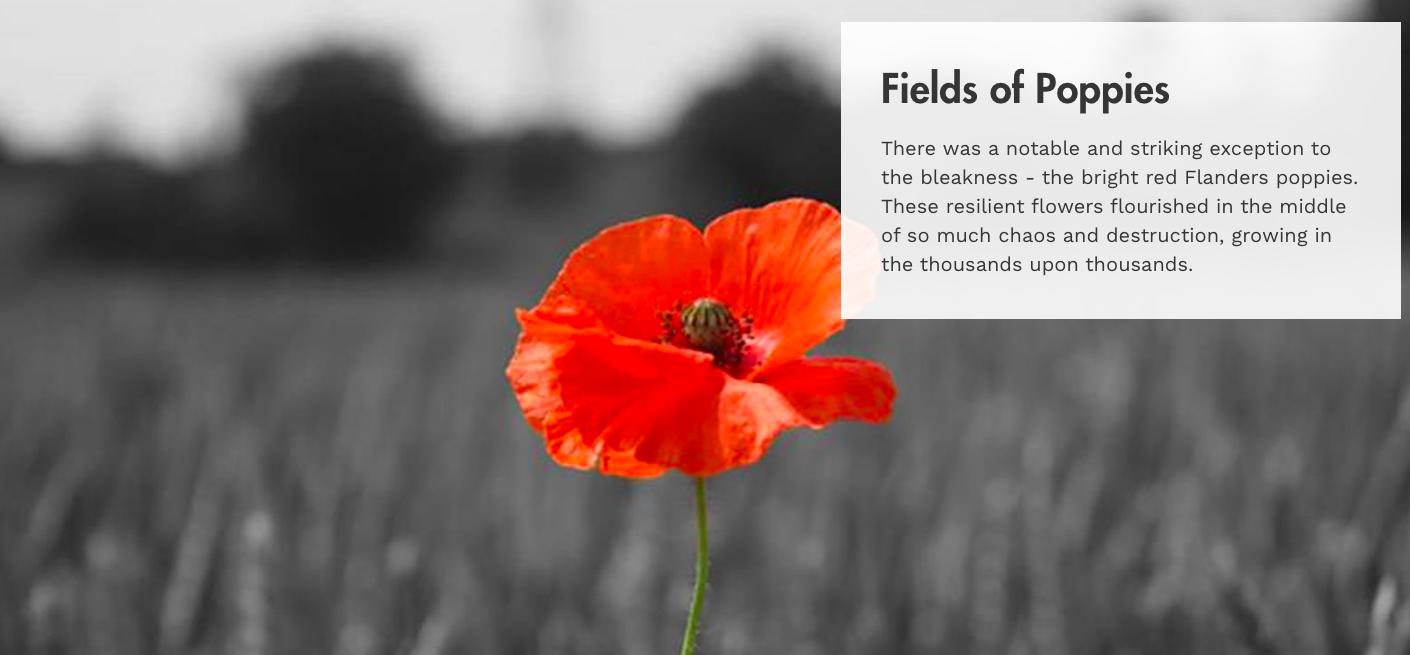 Fields of Poppies
There was a notable and striking exception to
the bleakness - the bright red Flanders poppies.
These resilient flowers flourished in the middle
of so much chaos and destruction, growing in
the thousands upon thousands.